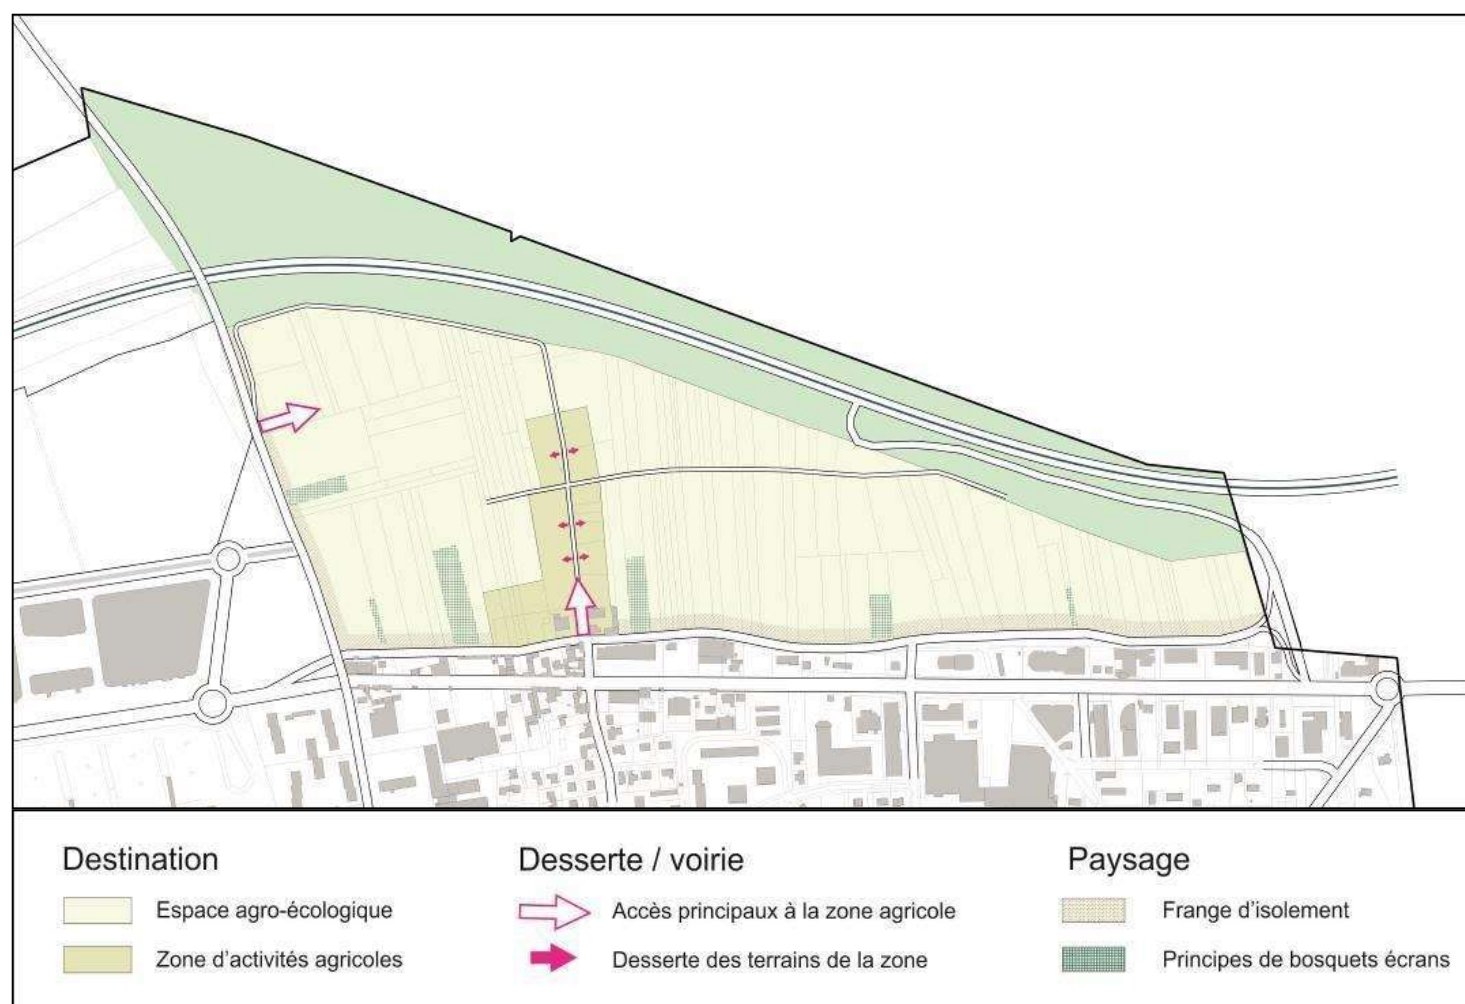 Destination
Espace agro-écologique
Zone d'activités agricoles
Desserte / voirie
Accès principaux à la zone agricole
Desserte des terrains de la zone
Paysage
Frange d'isolement
Principes de bosquets écrans